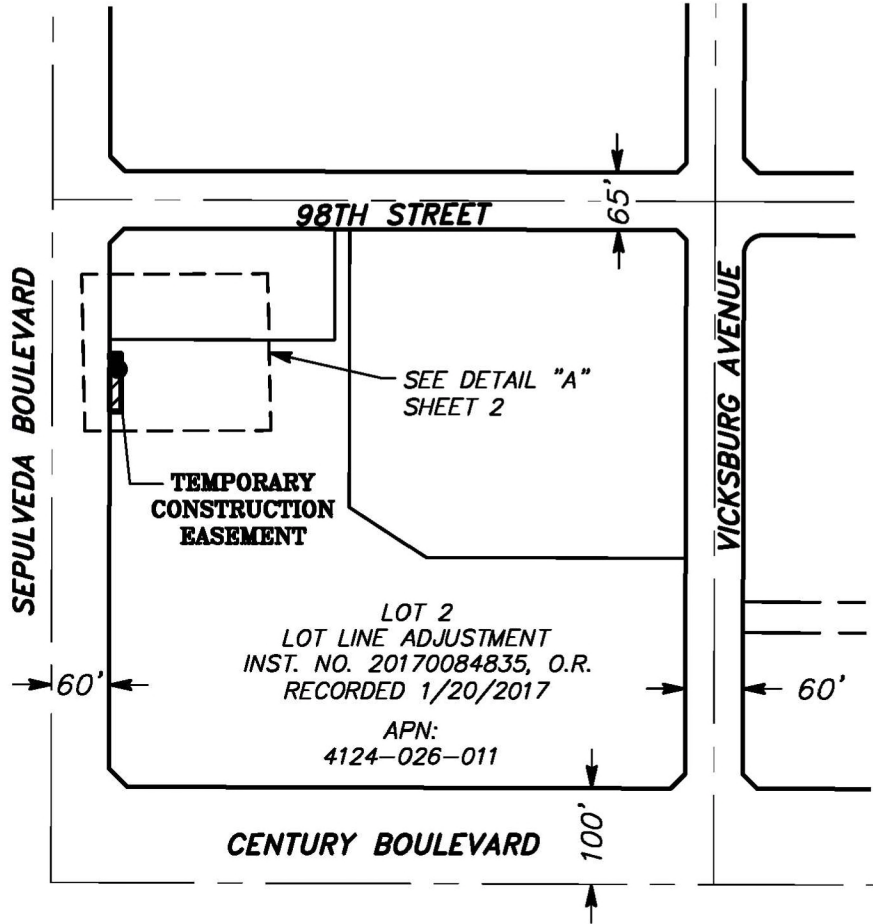 65'
98TH STREET
SEPULVEDA BOULEVARD
VICKSBURG AVENUE
SEE DETAIL "A"
SHEET 2
TEMPORARY
CONSTRUCTION
EASEMENT
LOT 2
LOT LINE ADJUSTMENT
INST. NO. 20170084835, O.R.
RECORDED 1/20/2017
60'
60'
APN:
4124-026-011
100'
CENTURY BOULEVARD